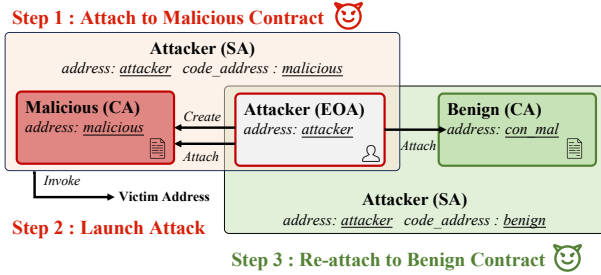 Step 1 : Attach to Malicious Contract
Attacker (SA)
address: attacker code_address : malicious
Malicious (CA)
address: malicious
Create
Attach
Attacker (EOA)
address: attacker
Attach
Benign (CA)
address: con_mal
Invoke
Victim Address
Step 2 : Launch Attack
Attacker (SA)
address: attacker code_address : benign
Step 3 : Re-attach to Benign Contract